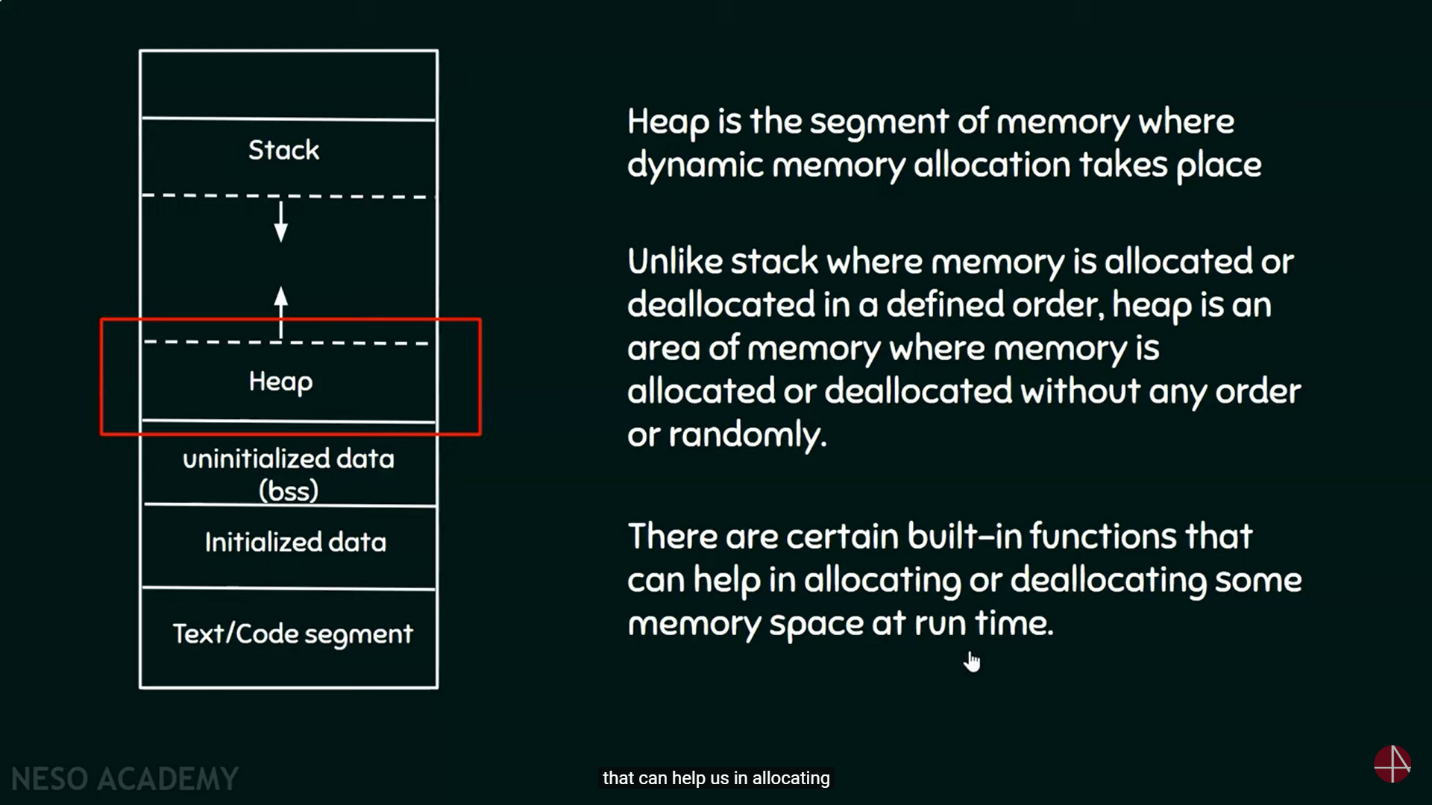 Stack
Heap
uninitialized data
(bss)
Initialized data
Text/Code segment
Heap is the segment of memory where
dynamic memory allocation takes place
Unlike stack where memory is allocated or
deallocated in a defined order, heap is an
area of memory where memory is
allocated or deallocated without any order
or randomly.
There are certain built-in functions that
can help in allocating or deallocating some
memory space at run time.
NESO ACADEMY
that can help us in allocating